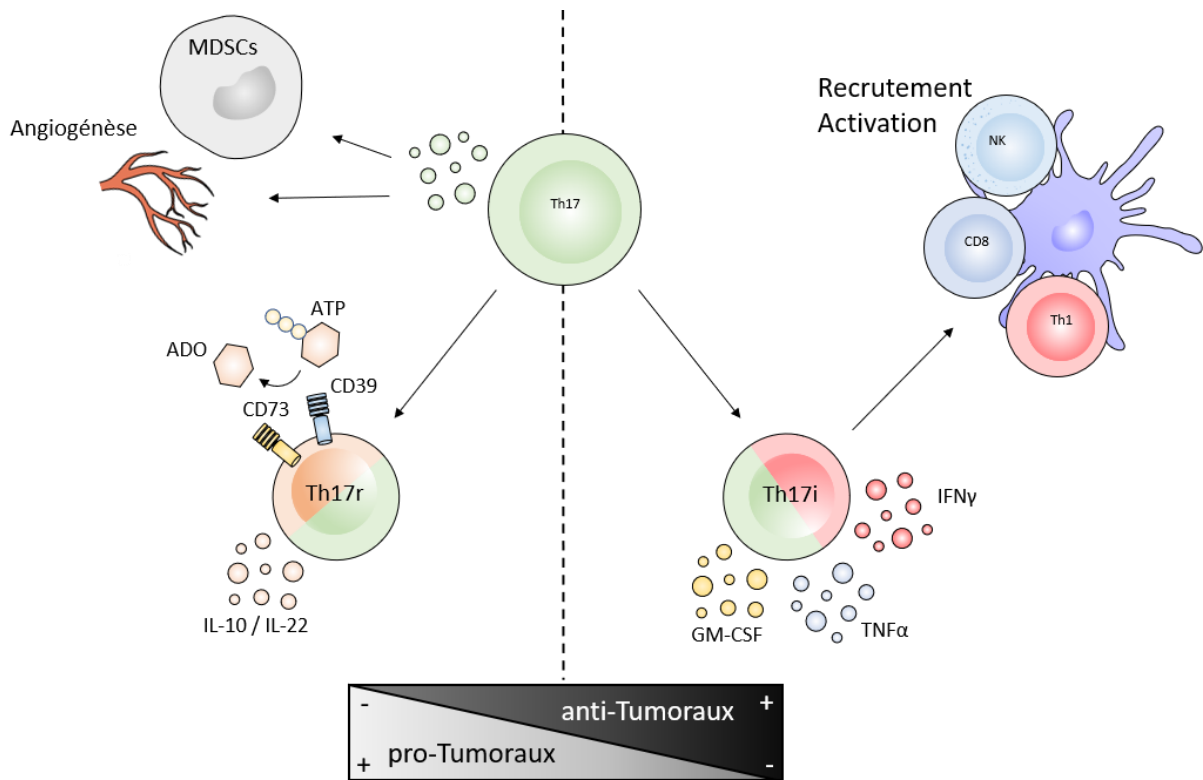 MDSCs
Angiogénèse
Th17
Recrutement
Activation
NK
CD8
Th1
ATP
ADO
CD39
CD73
Th17r
IL-10 / IL-22
Th17i
IFNγ
GM-CSF
TNFα
-
anti-Tumoraux
+
pro-Tumoraux
+
-